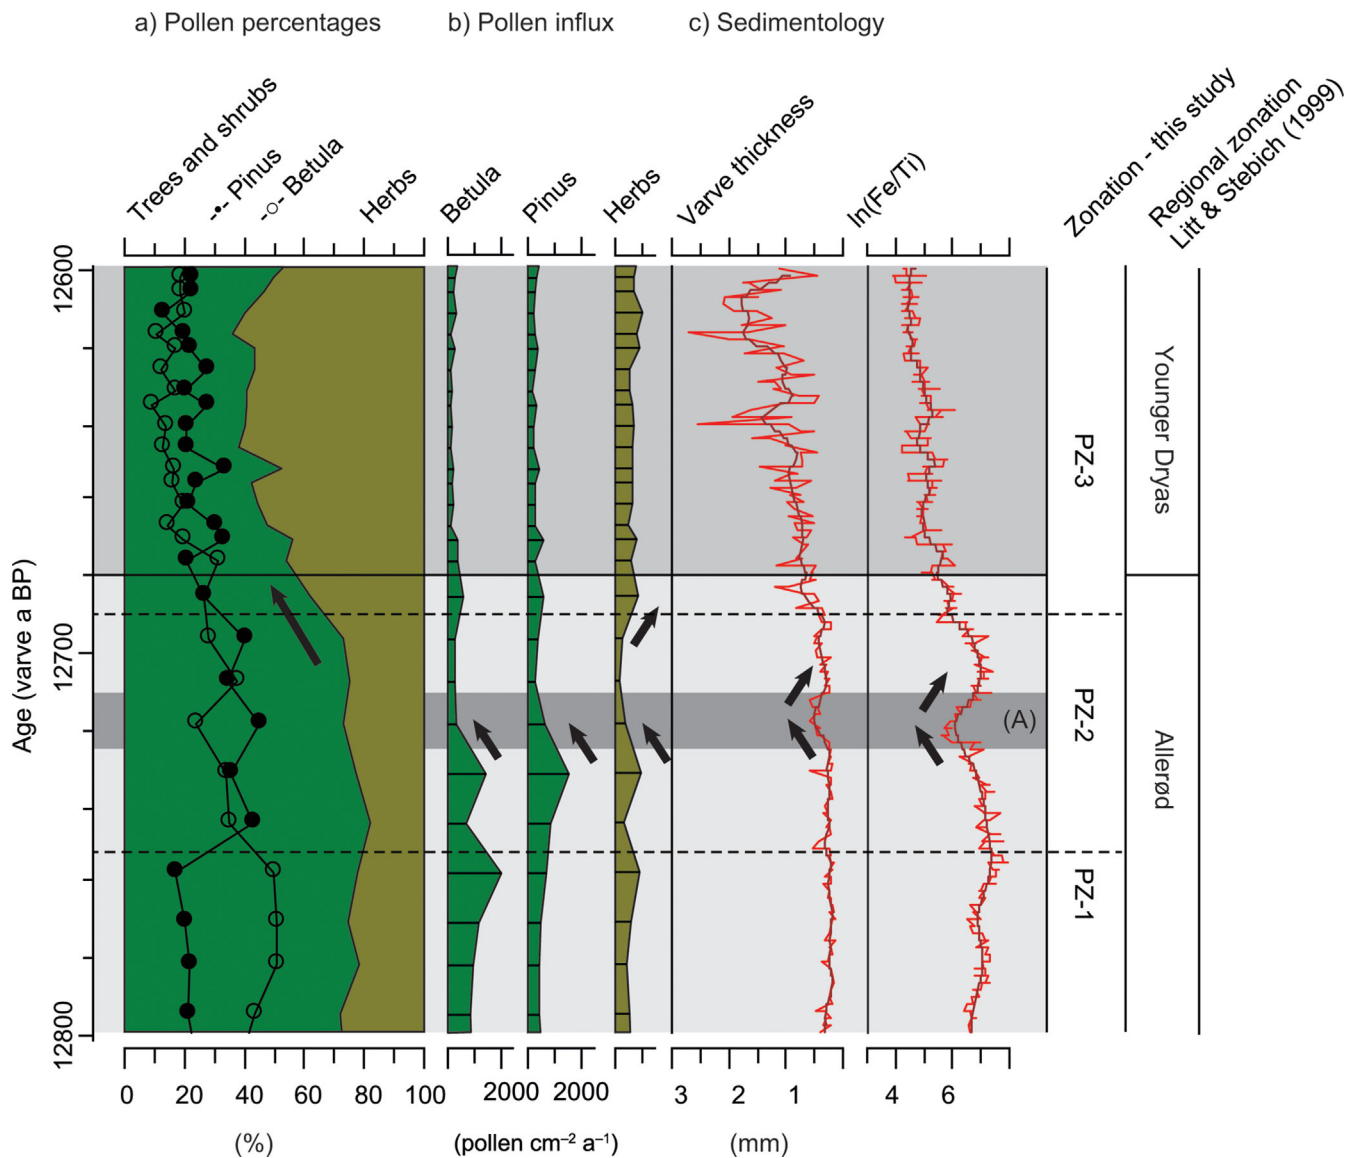 a) Pollen percentages
b) Pollen influx
c) Sedimentology
Trees and shrubs
-•- Pinus
-o- Betula
Herbs
Betula
Pinus
Herbs
Varve thickness
ln(Fe/Ti)
Zonation - this study
Regional zonation
Litt & Stebich (1999)
Age (varve a BP)
12600
12700
12800
(A)
PZ-3
PZ-2
PZ-1
Younger Dryas
Allerød
0 20 40 60 80 100
0 2000
0 2000
3 2 1
4 6
(%)
(pollen cm⁻² a⁻¹)
(mm)